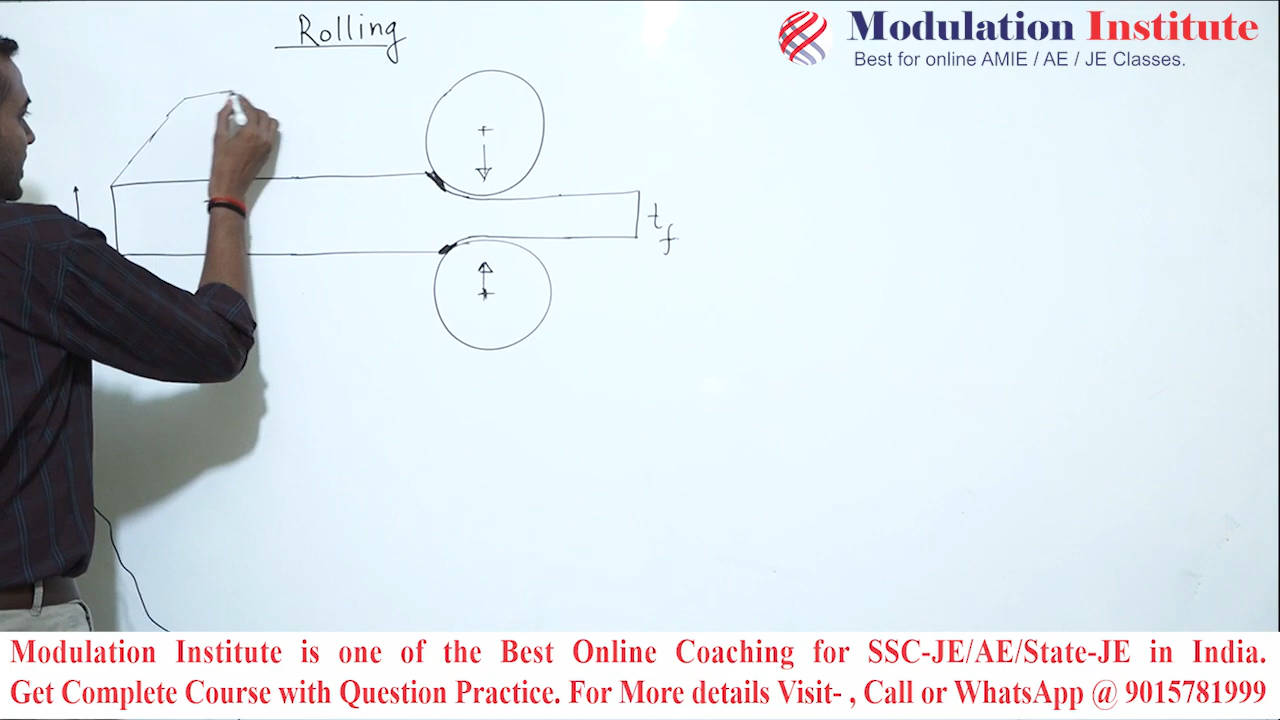 Rolling
Modulation Institute
Best for online AMIE / AE / JE Classes.
t
f
Modulation Institute is one of the Best Online Coaching for SSC-JE/AE/State-JE in India.
Get Complete Course with Question Practice. For More details Visit- , Call or WhatsApp @ 9015781999